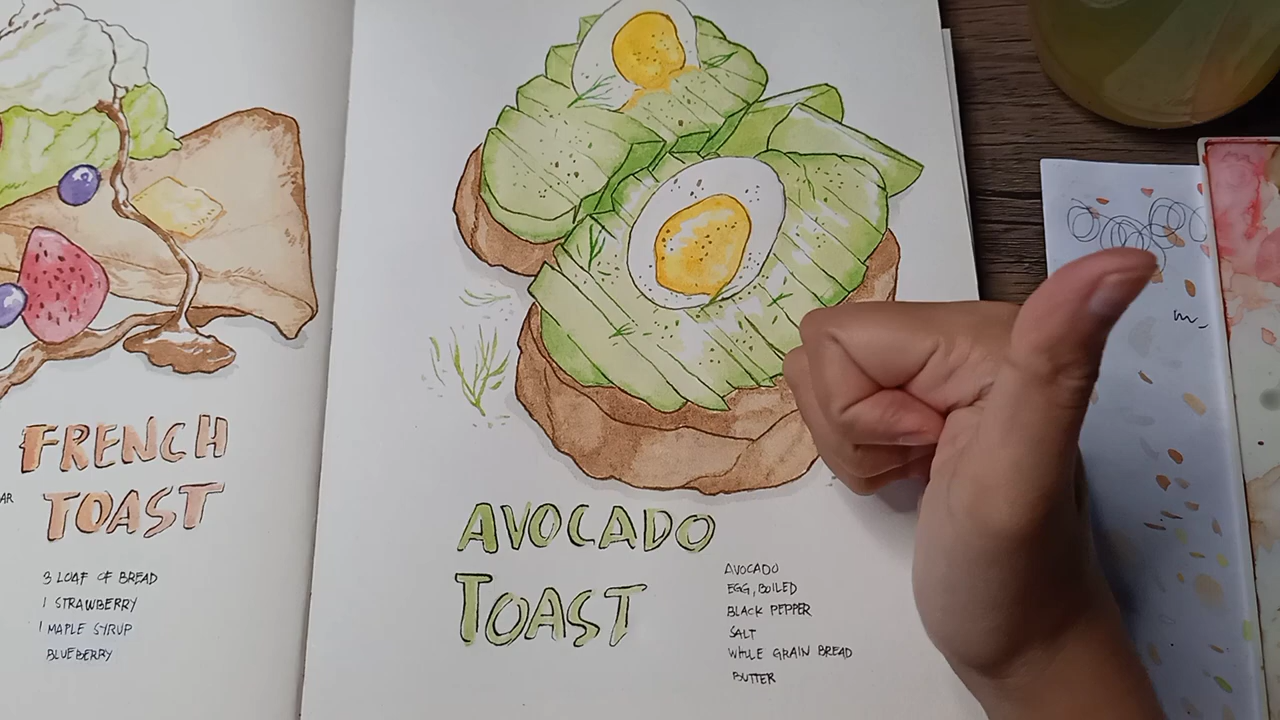 FRENCH
TOAST
AR
3 LOAF OF BREAD
1 STRAWBERRY
1 MAPLE SYRUP
BLUEBERRY
AVOCADO
TOAST
AVOCADO
EGG, BOILED
BLACK PEPPER
SALT
WHOLE GRAIN BREAD
BUTTER